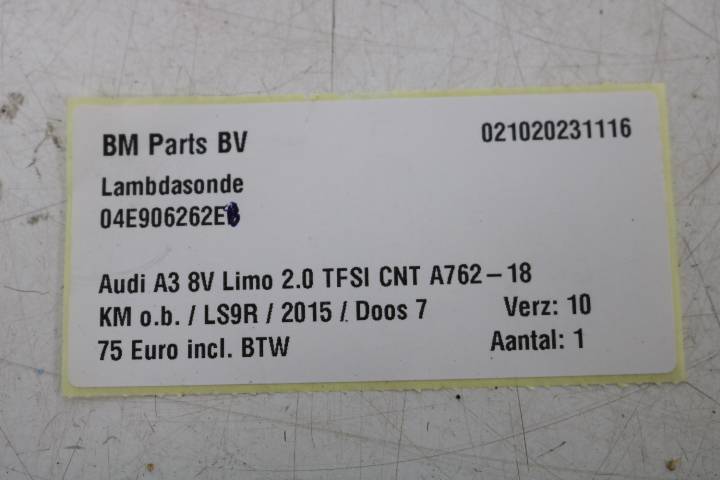 BM Parts BV 021020231116
Lambdasonde
04E906262E
Audi A3 8V Limo 2.0 TFSI CNT A762-18
KM o.b. / LS9R / 2015 / Doos 7 Verz: 10
75 Euro incl. BTW Aantal: 1